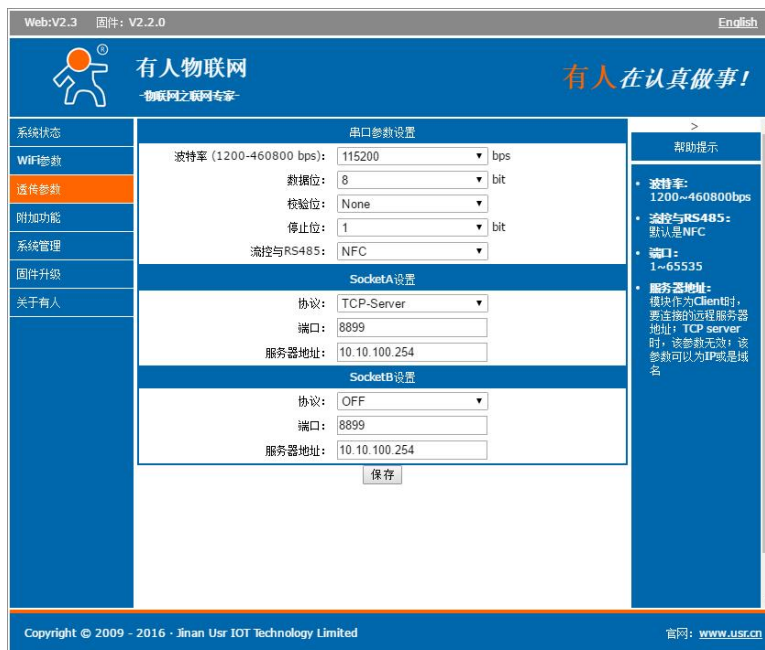 Web:V2.3 固件: V2.2.0 English
®
有人物联网
-物联网之联网专家-
有人在认真做事!
系统状态
WiFi参数
透传参数
附加功能
系统管理
固件升级
关于有人
串口参数设置
波特率 (1200-460800 bps): 115200 bps
数据位: 8 bit
校验位: None
停止位: 1 bit
流控与RS485: NFC
SocketA设置
协议: TCP-Server
端口: 8899
服务器地址: 10.10.100.254
SocketB设置
协议: OFF
端口: 8899
服务器地址: 10.10.100.254
保存
>
帮助提示
• 波特率:
1200~460800bps
• 流控与RS485:
默认是NFC
• 端口:
1~65535
• 服务器地址:
模块作为Client时,
要连接的远程服务器
地址; TCP server
时, 该参数无效; 该
参数可以为IP或是域
名
Copyright © 2009 - 2016 · Jinan Usr IOT Technology Limited 官网: www.usr.cn